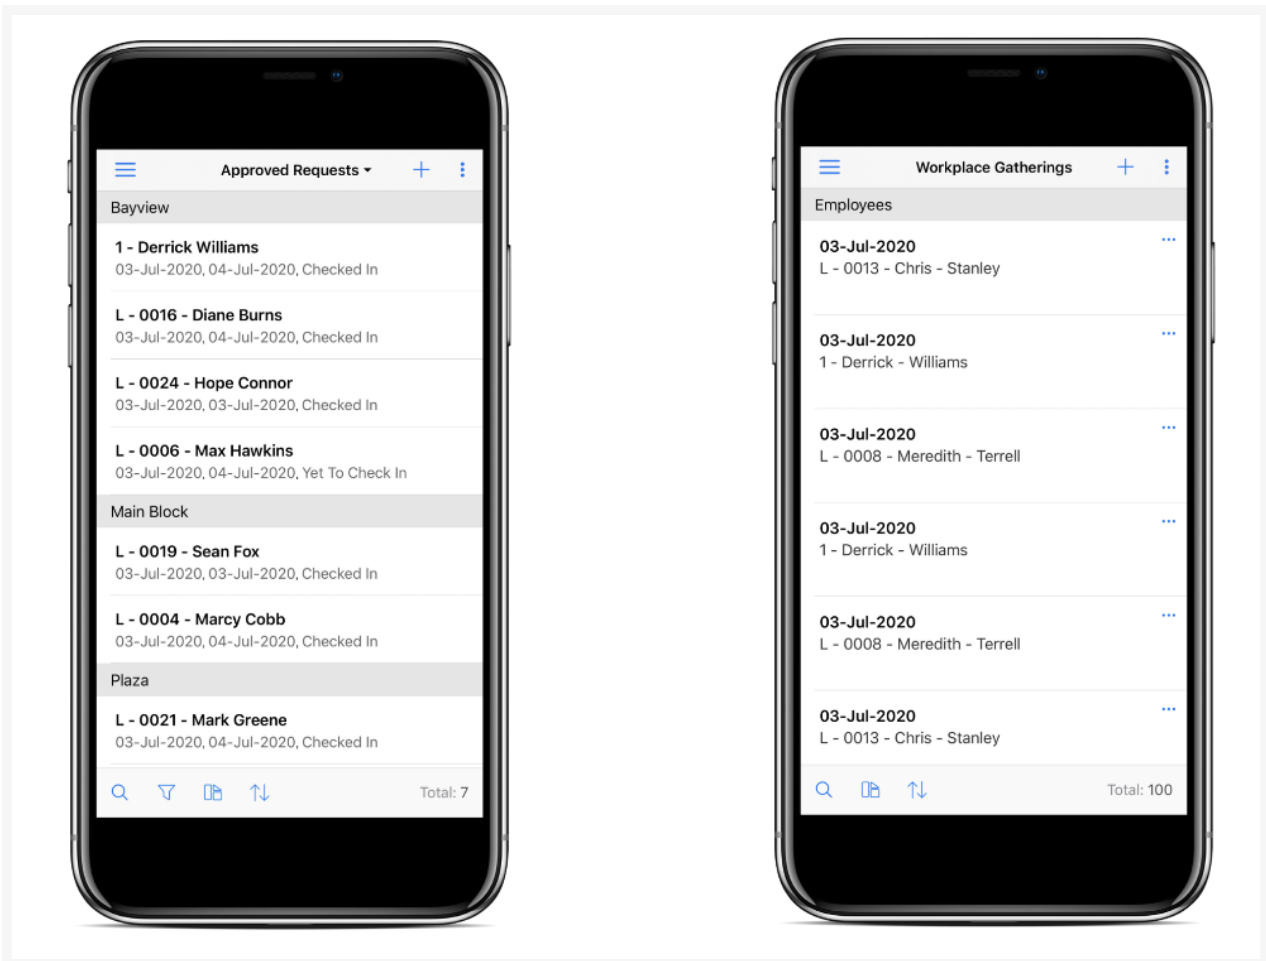 Approved Requests
Bayview
1 - Derrick Williams
03-Jul-2020, 04-Jul-2020, Checked In
L - 0016 - Diane Burns
03-Jul-2020, 04-Jul-2020, Checked In
L - 0024 - Hope Connor
03-Jul-2020, 03-Jul-2020, Checked In
L - 0006 - Max Hawkins
03-Jul-2020, 04-Jul-2020, Yet To Check In
Main Block
L - 0019 - Sean Fox
03-Jul-2020, 03-Jul-2020, Checked In
L - 0004 - Marcy Cobb
03-Jul-2020, 04-Jul-2020, Checked In
Plaza
L - 0021 - Mark Greene
03-Jul-2020, 04-Jul-2020, Checked In
Total: 7
Workplace Gatherings
Employees
03-Jul-2020
L - 0013 - Chris - Stanley
03-Jul-2020
1 - Derrick - Williams
03-Jul-2020
L - 0008 - Meredith - Terrell
03-Jul-2020
1 - Derrick - Williams
03-Jul-2020
L - 0008 - Meredith - Terrell
03-Jul-2020
L - 0013 - Chris - Stanley
Total: 100